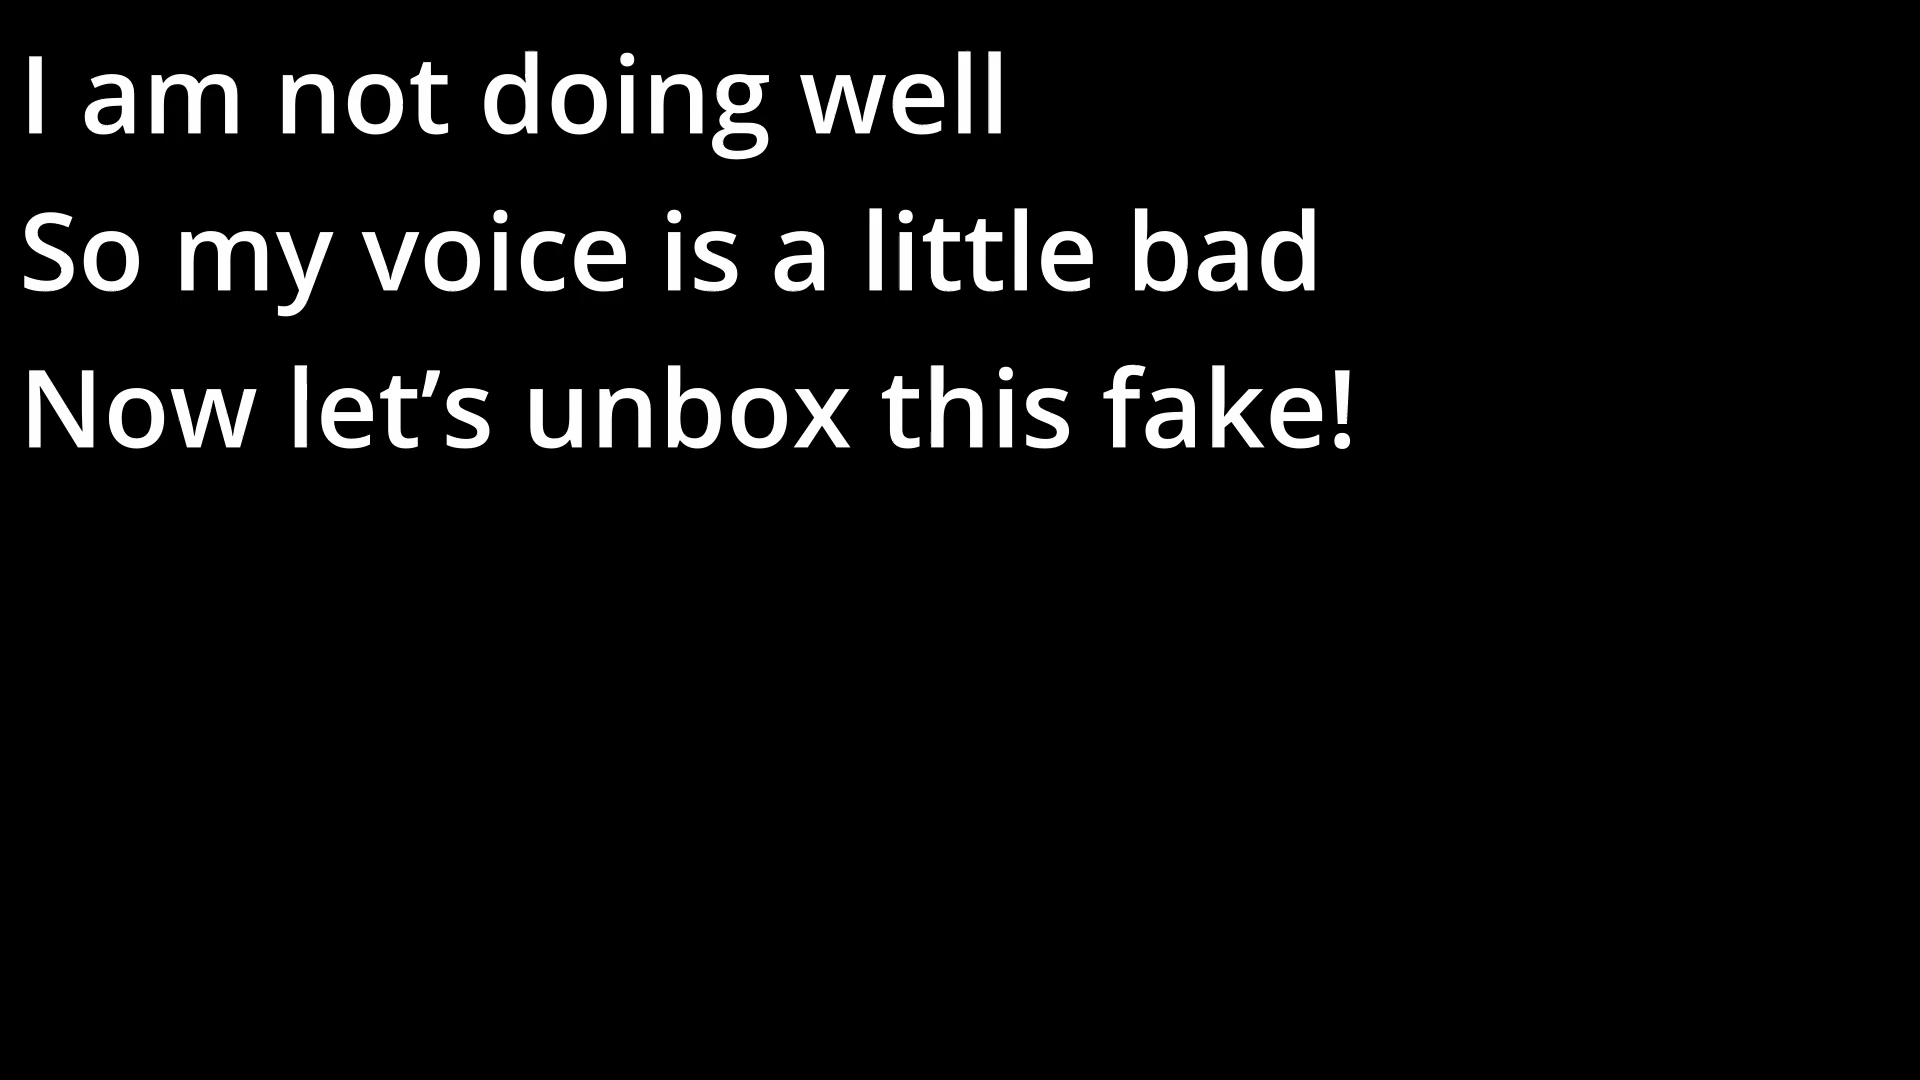 I am not doing well
So my voice is a little bad
Now let’s unbox this fake!